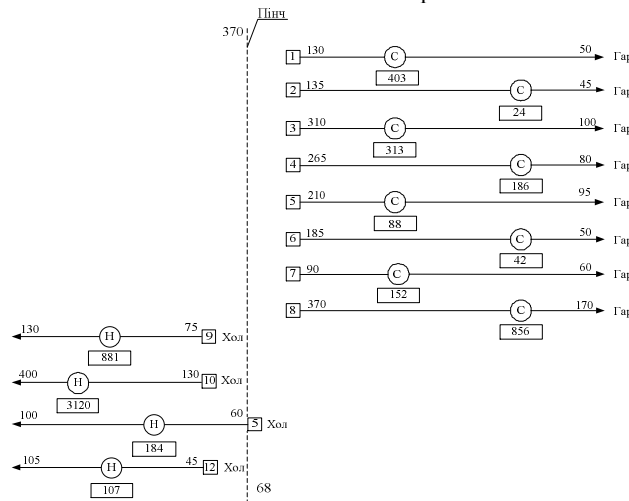 Пінч
370
1 130 С 50 Гар
403
2 135 С 45 Гар
24
3 310 С 100 Гар
313
4 265 С 80 Гар
186
5 210 С 95 Гар
88
6 185 С 50 Гар
42
7 90 С 60 Гар
152
8 370 С 170 Гар
856
130 Н 75 9 Хол
881
400 Н 130 10 Хол
3120
100 Н 60 5 Хол
184
105 Н 45 12 Хол
107
68